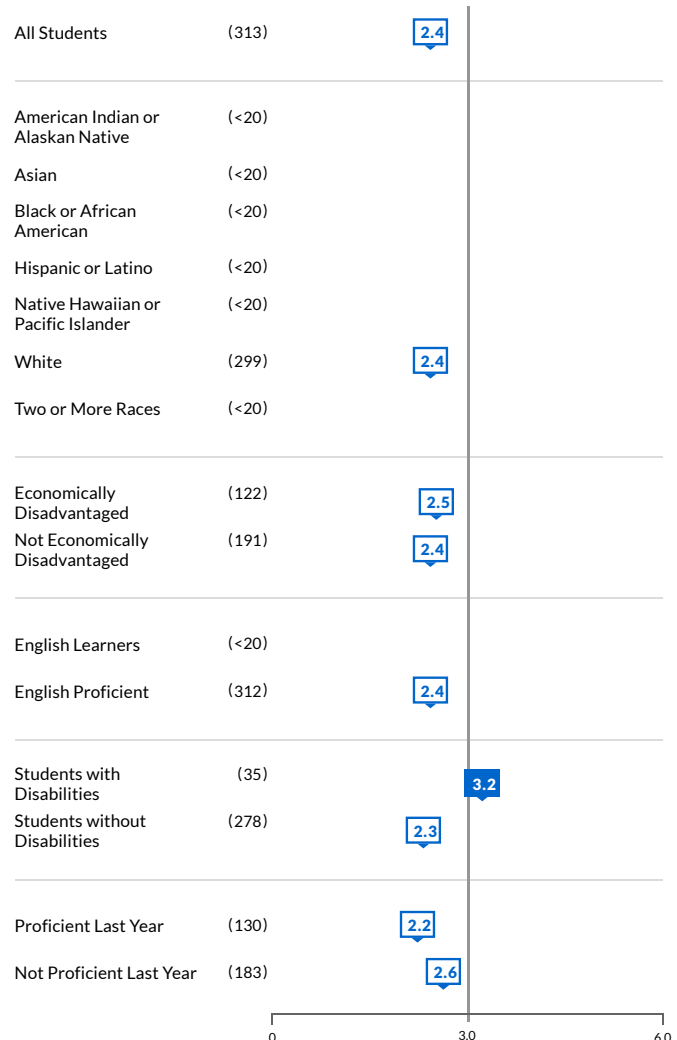 All Students (313) 2.4
American Indian or (<20)
Alaskan Native
Asian (<20)
Black or African (<20)
American
Hispanic or Latino (<20)
Native Hawaiian or (<20)
Pacific Islander
White (299) 2.4
Two or More Races (<20)
Economically (122) 2.5
Disadvantaged
Not Economically (191) 2.4
Disadvantaged
English Learners (<20)
English Proficient (312) 2.4
Students with (35) 3.2
Disabilities
Students without (278) 2.3
Disabilities
Proficient Last Year (130) 2.2
Not Proficient Last Year (183) 2.6
0 3.0 6.0